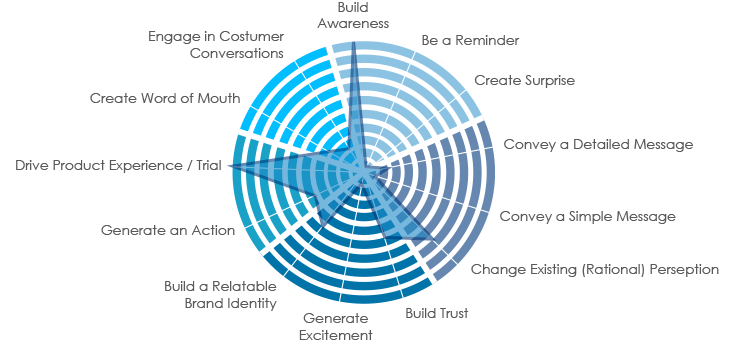 Build
Awareness
Be a Reminder
Create Surprise
Convey a Detailed Message
Convey a Simple Message
Change Existing (Rational) Perseption
Build Trust
Generate
Excitement
Build a Relatable
Brand Identity
Generate an Action
Drive Product Experience / Trial
Create Word of Mouth
Engage in Costumer
Conversations